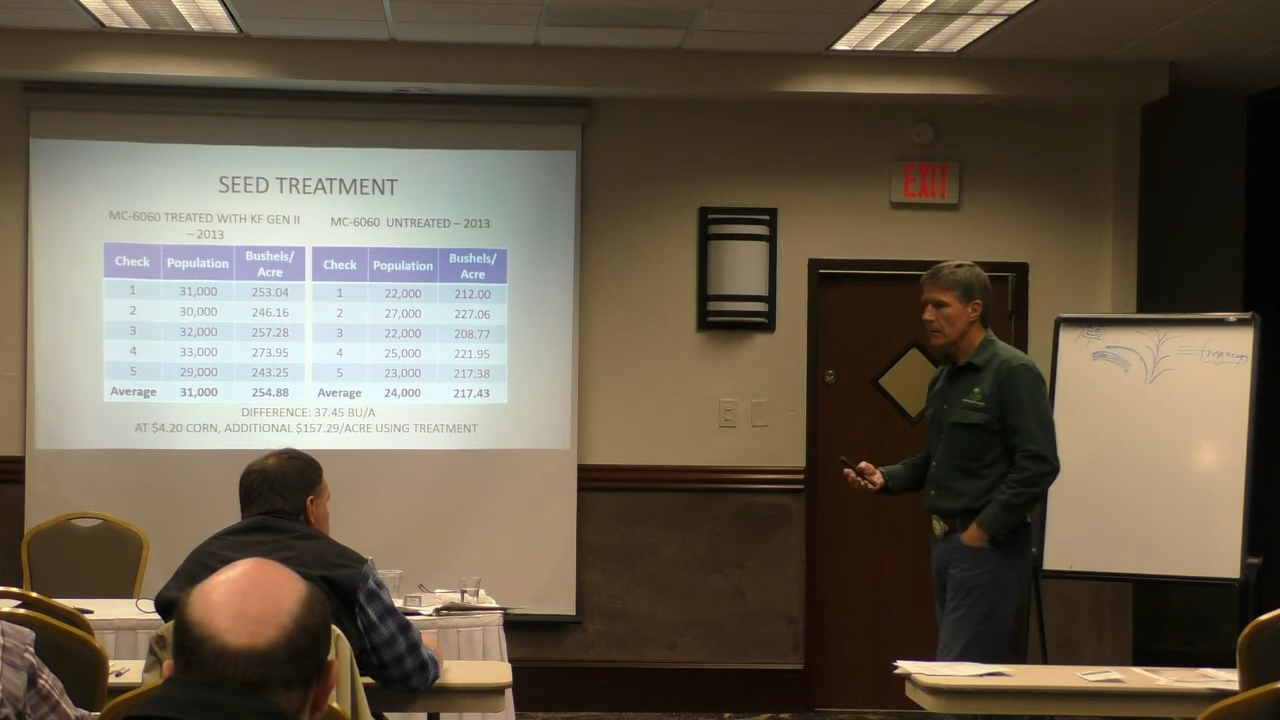 SEED TREATMENT
MC-6060 TREATED WITH KF GEN II
– 2013
MC-6060 UNTREATED – 2013
Check Population Bushels/
Acre
1 31,000 253.04
2 30,000 246.16
3 32,000 257.28
4 33,000 273.95
5 29,000 243.25
Average 31,000 254.88
Check Population Bushels/
Acre
1 22,000 212.00
2 27,000 227.06
3 22,000 208.77
4 25,000 221.95
5 23,000 217.38
Average 24,000 217.43
DIFFERENCE: 37.45 BU/A
AT $4.20 CORN, ADDITIONAL $157.29/ACRE USING TREATMENT
EXIT